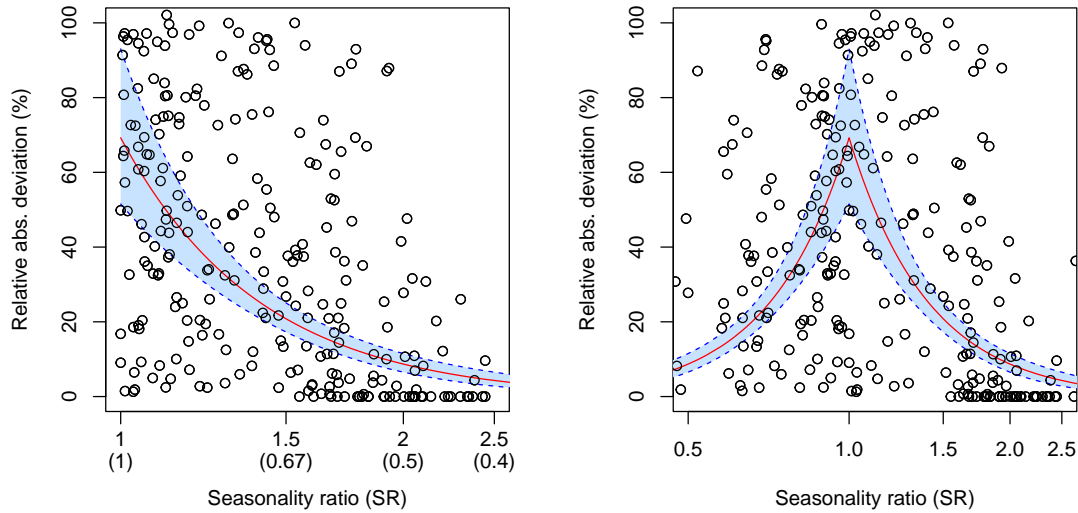 Relative abs. deviation (%)
100
80
60
40
20
0
1 1.5 2 2.5
(1) (0.67) (0.5) (0.4)
Seasonality ratio (SR)
Relative abs. deviation (%)
100
80
60
40
20
0
0.5 1.0 1.5 2.0 2.5
Seasonality ratio (SR)